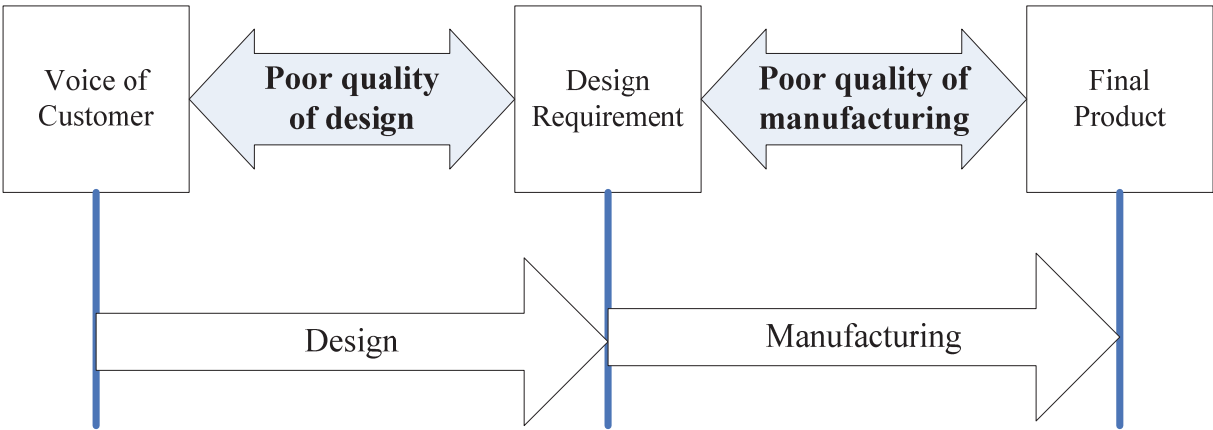 Voice of
Customer
Poor quality
of design
Design
Requirement
Poor quality of
manufacturing
Final
Product
Design
Manufacturing